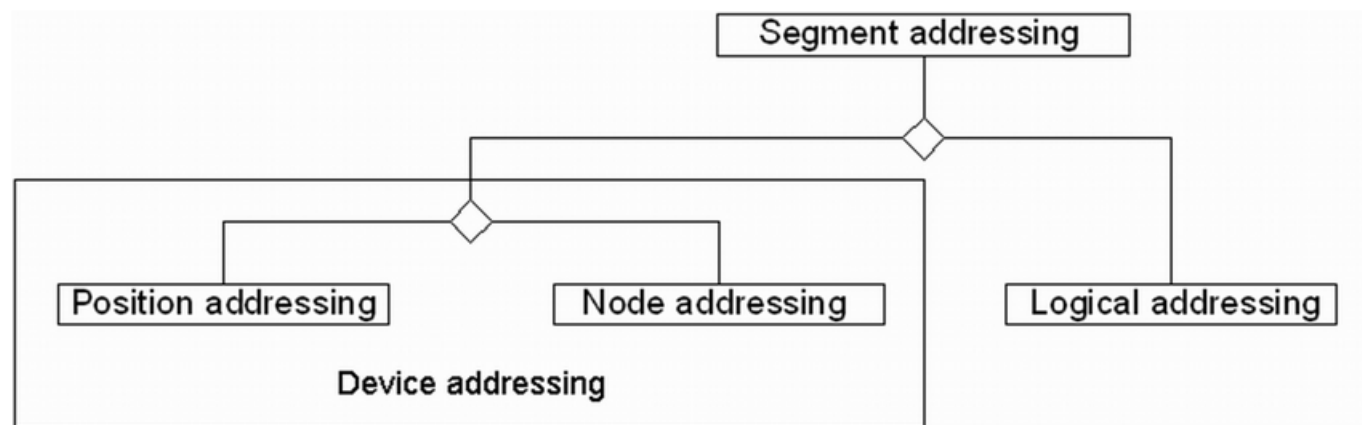 Segment addressing
Position addressing
Node addressing
Logical addressing
Device addressing